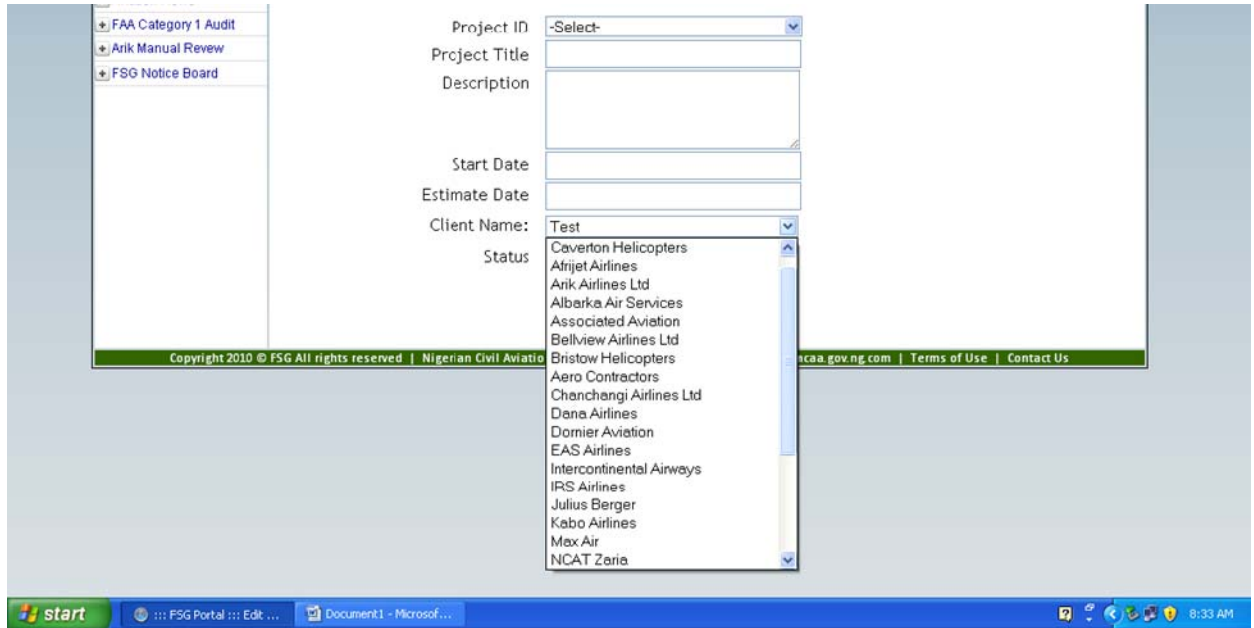 FAA Category 1 Audit
Arik Manual Revew
FSG Notice Board
Project ID -Select-
Project Title
Description
Start Date
Estimate Date
Client Name: Test
Status
Caverton Helicopters
Afrijet Airlines
Arik Airlines Ltd
Albarka Air Services
Associated Aviation
Bellview Airlines Ltd
Bristow Helicopters
Aero Contractors
Chanchangi Airlines Ltd
Dana Airlines
Dornier Aviation
EAS Airlines
Intercontinental Airways
IRS Airlines
Julius Berger
Kabo Airlines
Max Air
NCAT Zaria
Copyright 2010 © FSG All rights reserved | Nigerian Civil Aviatio ncaa.gov.ng.com | Terms of Use | Contact Us
start ::: FSG Portal ::: Edit ... Document1 - Microsof... 8:33 AM